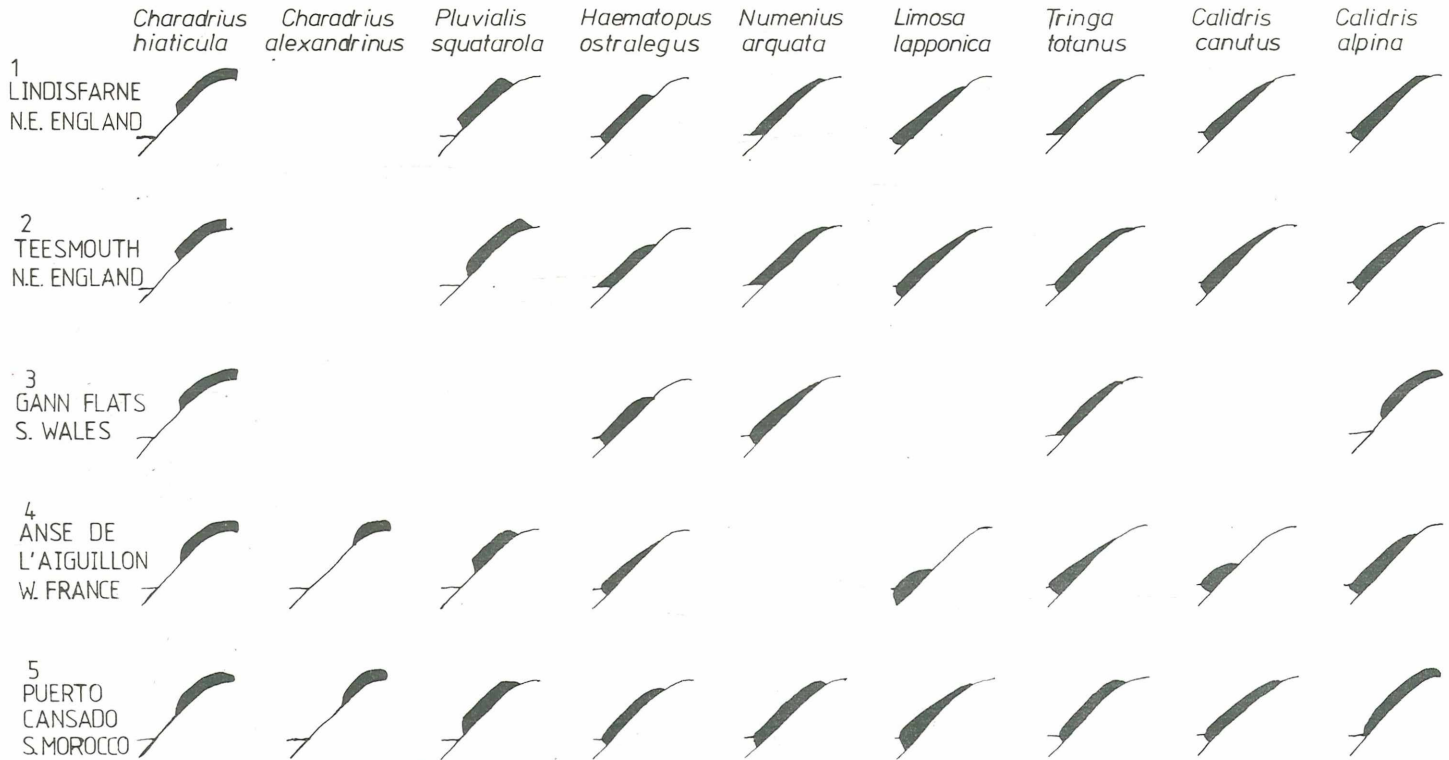 Charadrius hiaticula
Charadrius alexandrinus
Pluvialis squatarola
Haematopus ostralegus
Numenius arquata
Limosa lapponica
Tringa totanus
Calidris canutus
Calidris alpina
1
LINDISFARNE
N.E. ENGLAND
2
TEESMOUTH
N.E. ENGLAND
3
GANN FLATS
S. WALES
4
ANSE DE
L'AIGUILLON
W. FRANCE
5
PUERTO
CANSADO
S. MOROCCO